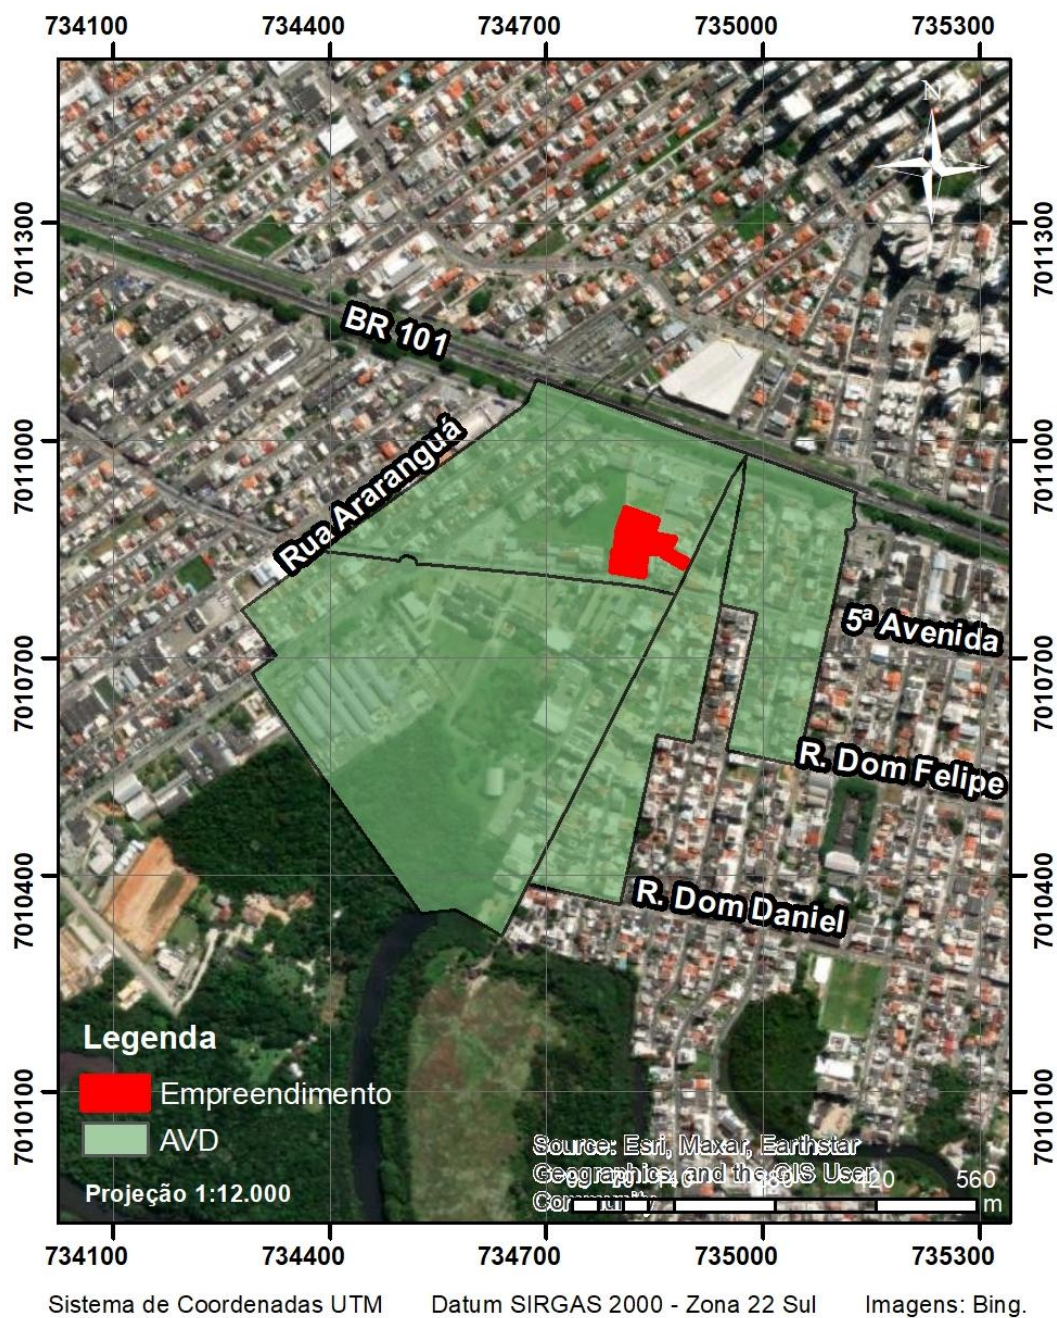 734100 734400 734700 735000 735300
N
7011300 7011300
BR 101
Rua Araranguá
7011000 7011000
5ª Avenida
7010700 7010700
R. Dom Felipe
7010400 7010400
R. Dom Daniel
Legenda
Empreendimento
AVD
7010100 7010100
Projeção 1:12.000
Source: Esri, Maxar, Earthstar
Geographics, and the GIS User
560
m
734100 734400 734700 735000 735300
Sistema de Coordenadas UTM Datum SIRGAS 2000 - Zona 22 Sul Imagens: Bing.